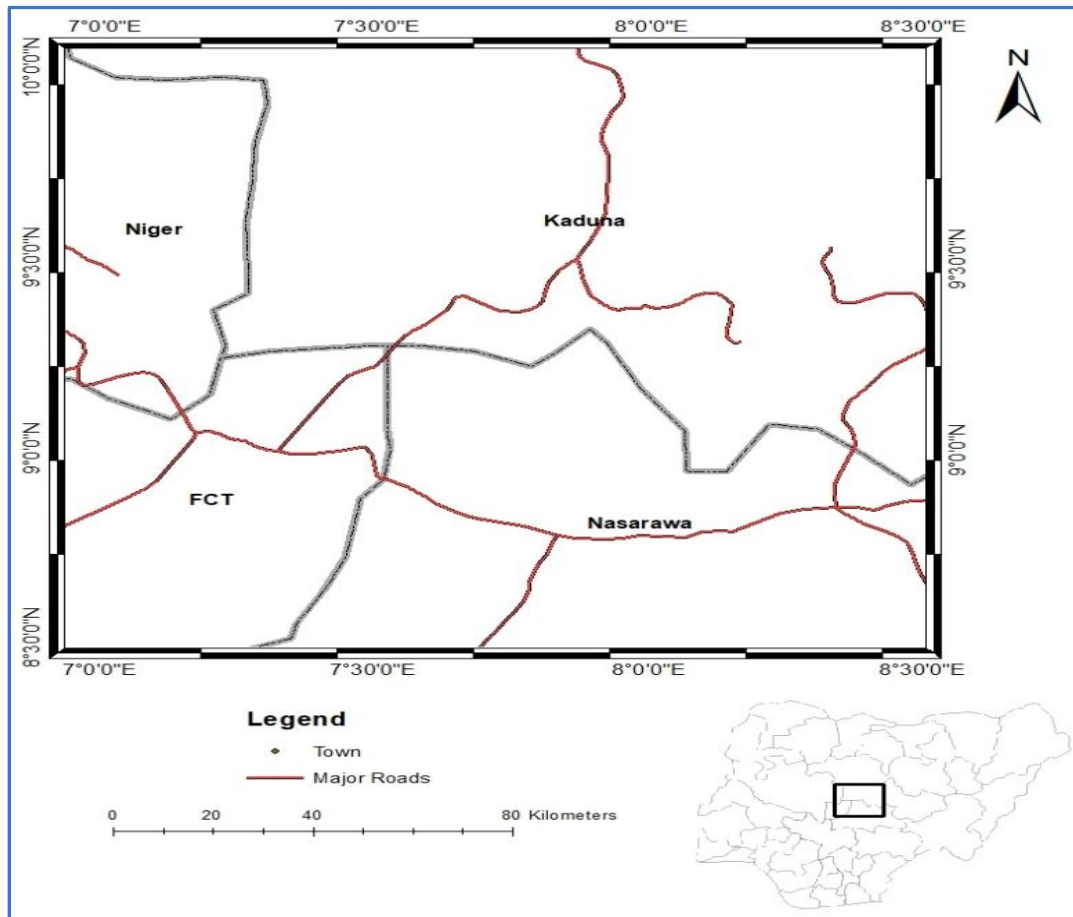 7°0'0"E 7°30'0"E 8°0'0"E 8°30'0"E
N
10°0'0"N
Kaduna
Niger
9°30'0"N 9°30'0"N
9°0'0"N 9°0'0"N
FCT
Nasarawa
8°30'0"N
7°0'0"E 7°30'0"E 8°0'0"E 8°30'0"E
Legend
Town
Major Roads
0 20 40 80 Kilometers